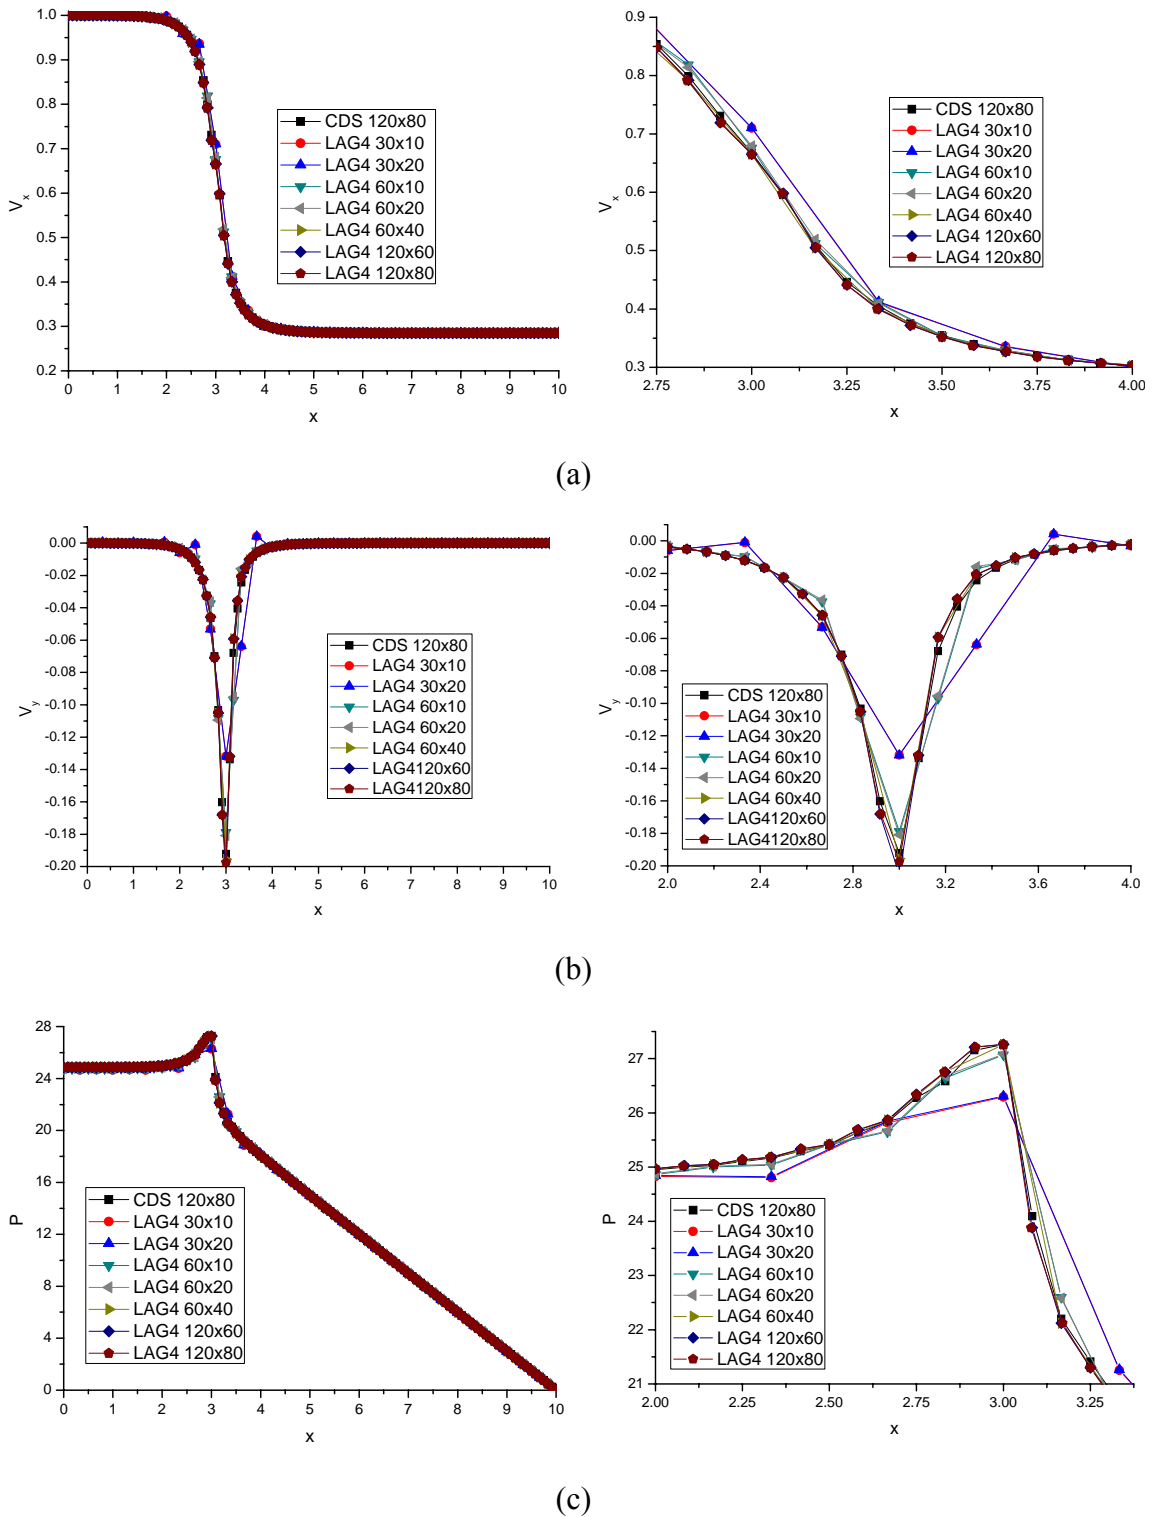 1.0
0.9
0.8
0.7
0.6
0.5
0.4
0.3
0.2
Vx
0 1 2 3 4 5 6 7 8 9 10
x
CDS 120x80
LAG4 30x10
LAG4 30x20
LAG4 60x10
LAG4 60x20
LAG4 60x40
LAG4 120x60
LAG4 120x80
0.9
0.8
0.7
0.6
0.5
0.4
0.3
Vx
2.75 3.00 3.25 3.50 3.75 4.00
x
CDS 120x80
LAG4 30x10
LAG4 30x20
LAG4 60x10
LAG4 60x20
LAG4 60x40
LAG4 120x60
LAG4 120x80
(a)
0.00
-0.02
-0.04
-0.06
-0.08
-0.10
-0.12
-0.14
-0.16
-0.18
-0.20
Vy
0 1 2 3 4 5 6 7 8 9 10
x
CDS 120x80
LAG4 30x10
LAG4 30x20
LAG4 60x10
LAG4 60x20
LAG4 60x40
LAG4120x60
LAG4120x80
0.00
-0.02
-0.04
-0.06
-0.08
-0.10
-0.12
-0.14
-0.16
-0.18
-0.20
Vy
2.0 2.4 2.8 3.2 3.6 4.0
x
CDS 120x80
LAG4 30x10
LAG4 30x20
LAG4 60x10
LAG4 60x20
LAG4 60x40
LAG4120x60
LAG4120x80
(b)
28
24
20
16
12
8
4
0
P
0 1 2 3 4 5 6 7 8 9 10
x
CDS 120x80
LAG4 30x10
LAG4 30x20
LAG4 60x10
LAG4 60x20
LAG4 60x40
LAG4 120x60
LAG4 120x80
27
26
25
24
23
22
21
P
2.00 2.25 2.50 2.75 3.00 3.25
x
CDS 120x80
LAG4 30x10
LAG4 30x20
LAG4 60x10
LAG4 60x20
LAG4 60x40
LAG4 120x60
LAG4 120x80
(c)